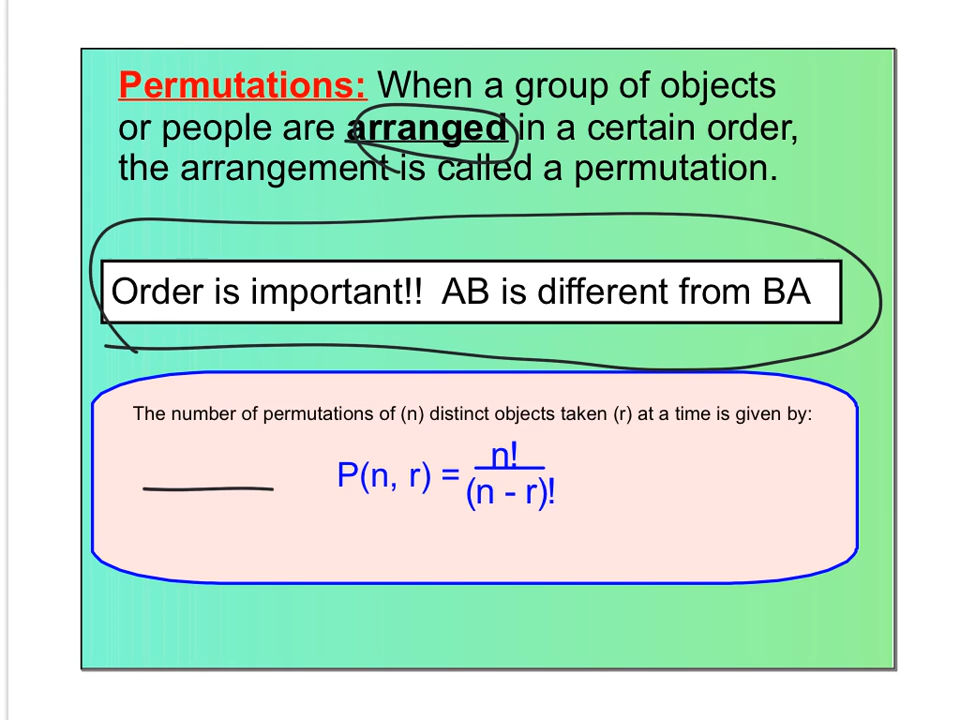 Permutations: When a group of objects
or people are arranged in a certain order,
the arrangement is called a permutation.
Order is important!! AB is different from BA
The number of permutations of (n) distinct objects taken (r) at a time is given by:
P(n, r) = n!
(n - r)!